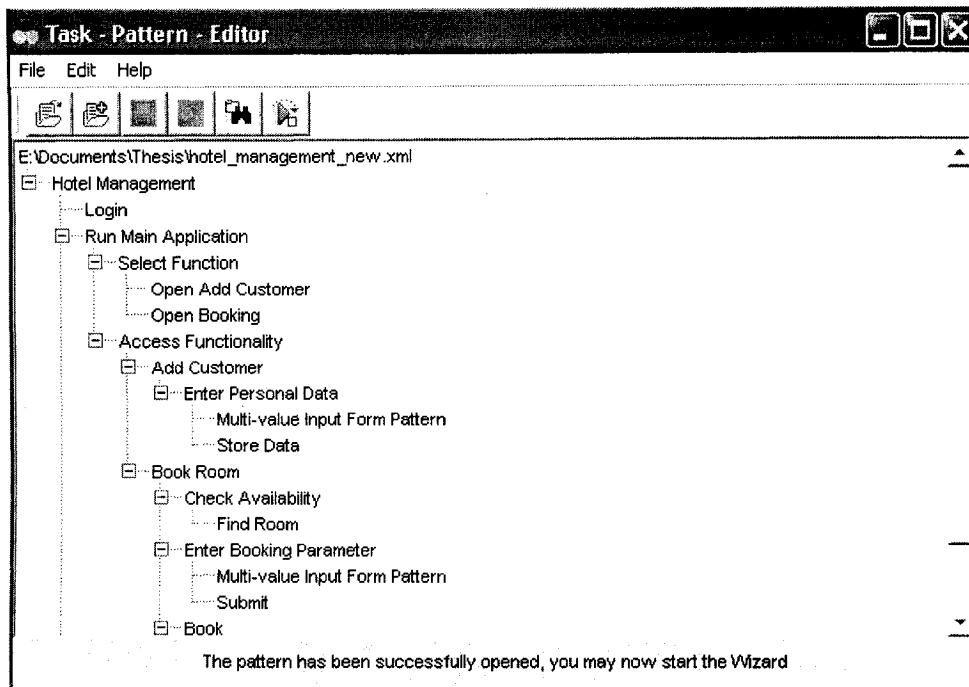 Task - Pattern - Editor
File Edit Help
E:\Documents\Thesis\hotel_management_new.xml
Hotel Management
Login
Run Main Application
Select Function
Open Add Customer
Open Booking
Access Functionality
Add Customer
Enter Personal Data
Multi-value Input Form Pattern
Store Data
Book Room
Check Availability
Find Room
Enter Booking Parameter
Multi-value Input Form Pattern
Submit
Book
The pattern has been successfully opened, you may now start the Wizard